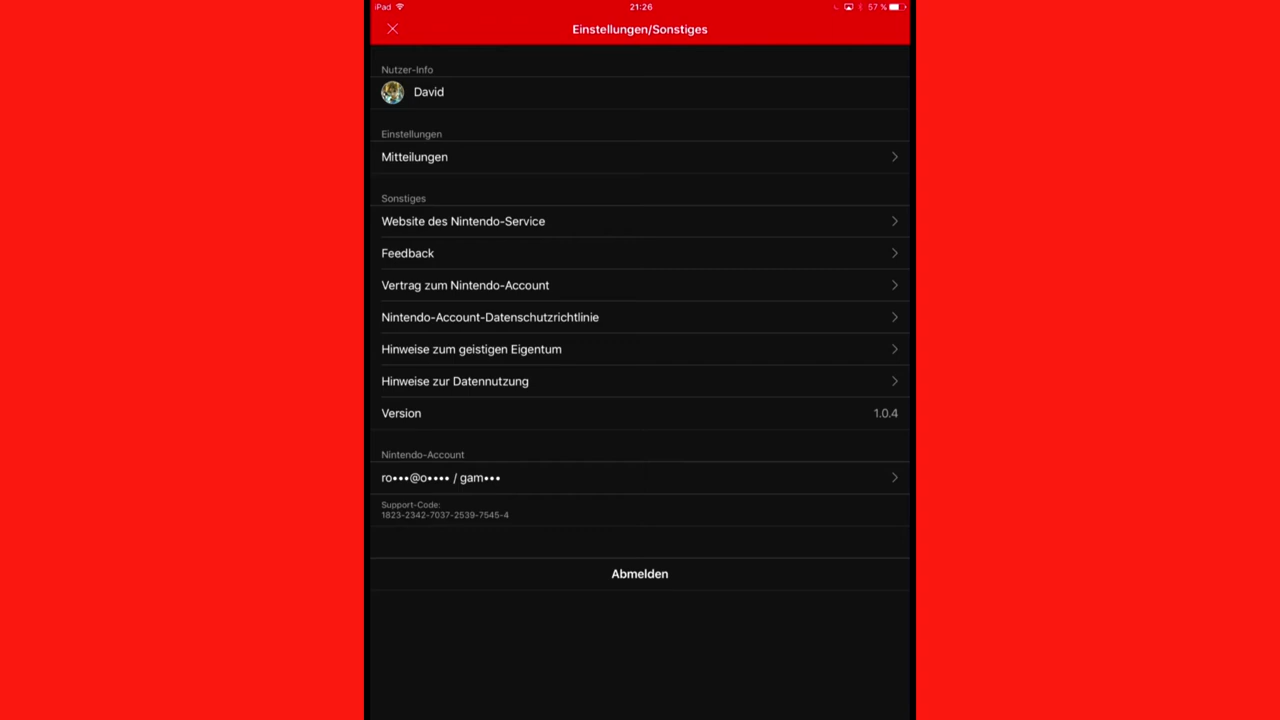 iPad 21:26 57 %
Einstellungen/Sonstiges
Nutzer-Info
David
Einstellungen
Mitteilungen
Sonstiges
Website des Nintendo-Service
Feedback
Vertrag zum Nintendo-Account
Nintendo-Account-Datenschutzrichtlinie
Hinweise zum geistigen Eigentum
Hinweise zur Datennutzung
Version 1.0.4
Nintendo-Account
ro•••@o•••• / gam•••
Support-Code:
1823-2342-7037-2539-7545-4
Abmelden